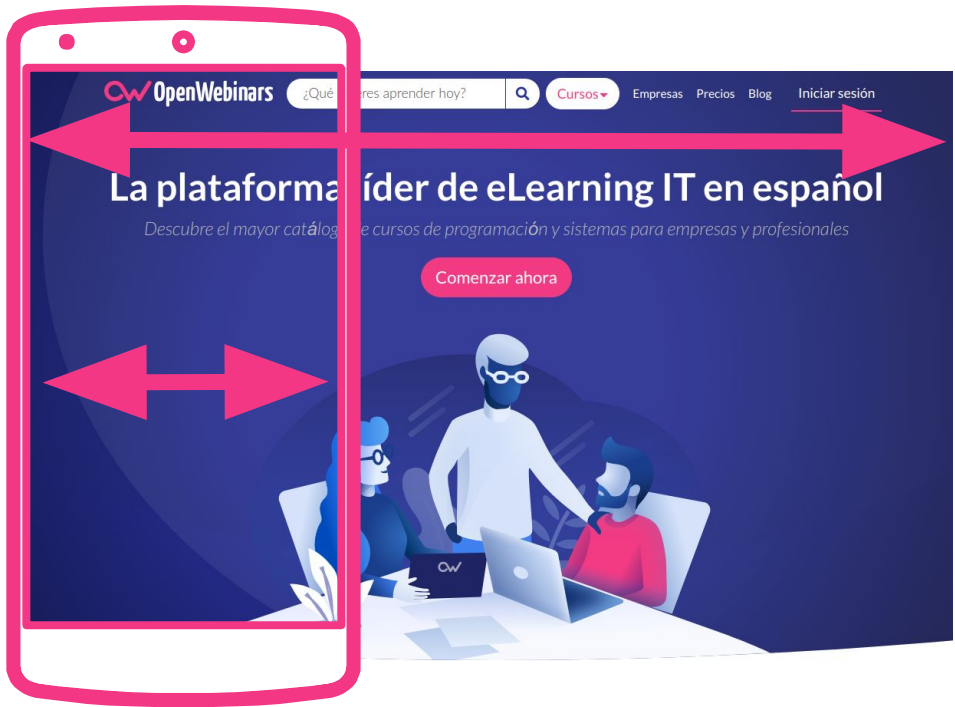 OpenWebinars
¿Qué eres aprender hoy?
Cursos
Empresas
Precios
Blog
Iniciar sesión
La plataforma íder de eLearning IT en español
Descubre el mayor catálog e cursos de programación y sistemas para empresas y profesionales
Comenzar ahora